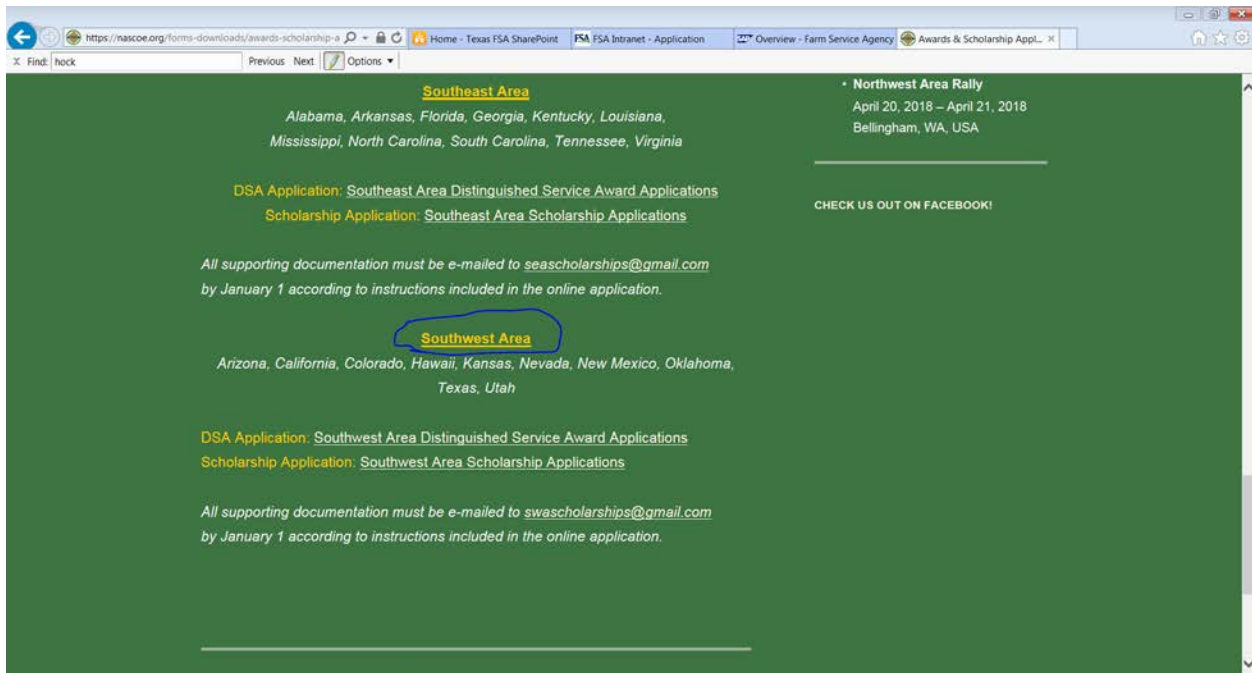 https://nascoe.org/forms-downloads/awards-scholarship-a
Home - Texas FSA SharePoint
FSA FSA Intranet - Application
Overview - Farm Service Agency
Awards & Scholarship Appl...
X Find: hock
Previous Next Options
Southeast Area
Alabama, Arkansas, Florida, Georgia, Kentucky, Louisiana,
Mississippi, North Carolina, South Carolina, Tennessee, Virginia
DSA Application: Southeast Area Distinguished Service Award Applications
Scholarship Application: Southeast Area Scholarship Applications
All supporting documentation must be e-mailed to seascholarships@gmail.com
by January 1 according to instructions included in the online application.
Southwest Area
Arizona, California, Colorado, Hawaii, Kansas, Nevada, New Mexico, Oklahoma,
Texas, Utah
DSA Application: Southwest Area Distinguished Service Award Applications
Scholarship Application: Southwest Area Scholarship Applications
All supporting documentation must be e-mailed to swascholarships@gmail.com
by January 1 according to instructions included in the online application.
• Northwest Area Rally
April 20, 2018 – April 21, 2018
Bellingham, WA, USA
CHECK US OUT ON FACEBOOK!